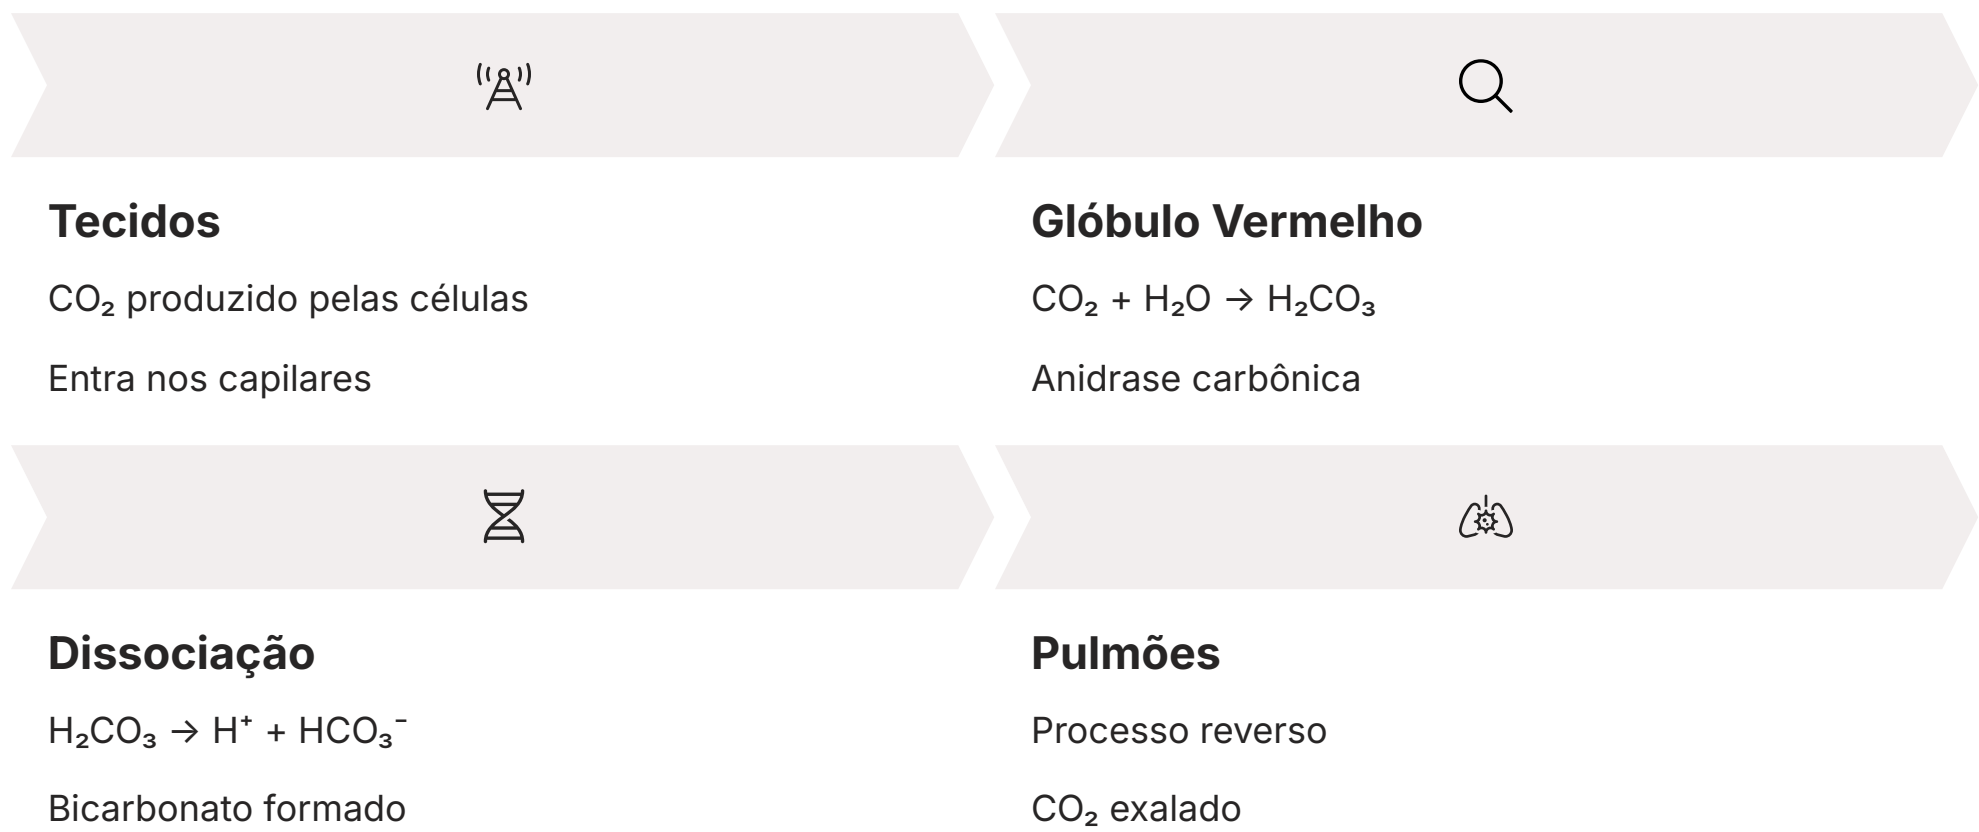 Tecidos
CO₂ produzido pelas células
Entra nos capilares
Glóbulo Vermelho
CO₂ + H₂O → H₂CO₃
Anidrase carbônica
Dissociação
H₂CO₃ → H⁺ + HCO₃⁻
Bicarbonato formado
Pulmões
Processo reverso
CO₂ exalado